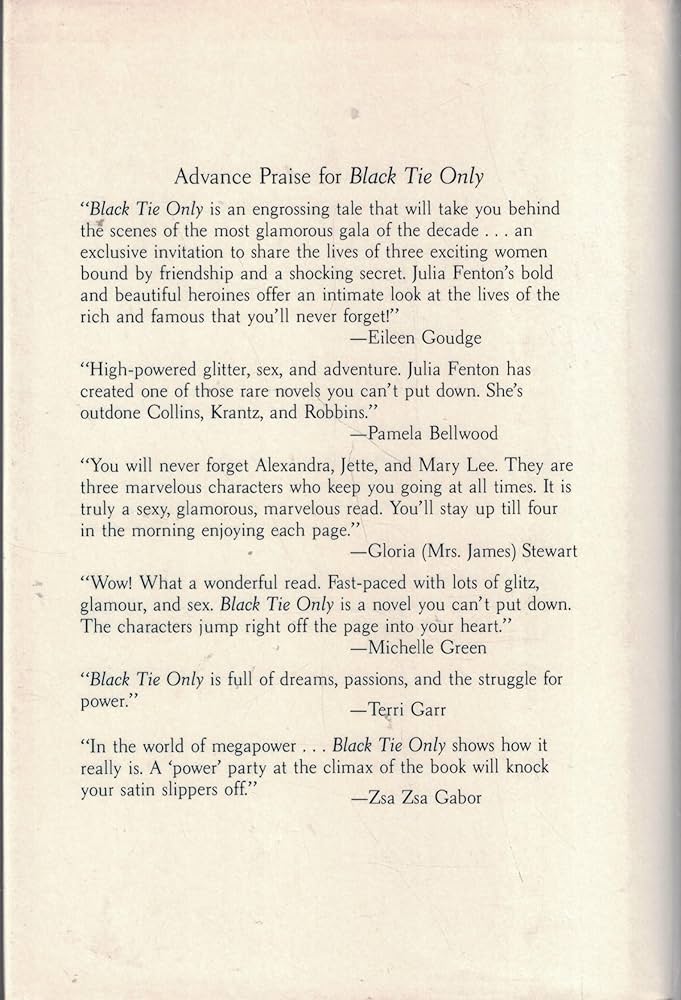 Advance Praise for Black Tie Only
“Black Tie Only is an engrossing tale that will take you behind
the scenes of the most glamorous gala of the decade . . . an
exclusive invitation to share the lives of three exciting women
bound by friendship and a shocking secret. Julia Fenton’s bold
and beautiful heroines offer an intimate look at the lives of the
rich and famous that you’ll never forget!”
—Eileen Goudge
“High-powered glitter, sex, and adventure. Julia Fenton has
created one of those rare novels you can’t put down. She’s
outdone Collins, Krantz, and Robbins.”
—Pamela Bellwood
“You will never forget Alexandra, Jette, and Mary Lee. They are
three marvelous characters who keep you going at all times. It is
truly a sexy, glamorous, marvelous read. You’ll stay up till four
in the morning enjoying each page.”
—Gloria (Mrs. James) Stewart
“Wow! What a wonderful read. Fast-paced with lots of glitz,
glamour, and sex. Black Tie Only is a novel you can’t put down.
The characters jump right off the page into your heart.”
—Michelle Green
“Black Tie Only is full of dreams, passions, and the struggle for
power.”
—Terri Garr
“In the world of megapower . . . Black Tie Only shows how it
really is. A ‘power’ party at the climax of the book will knock
your satin slippers off.”
—Zsa Zsa Gabor